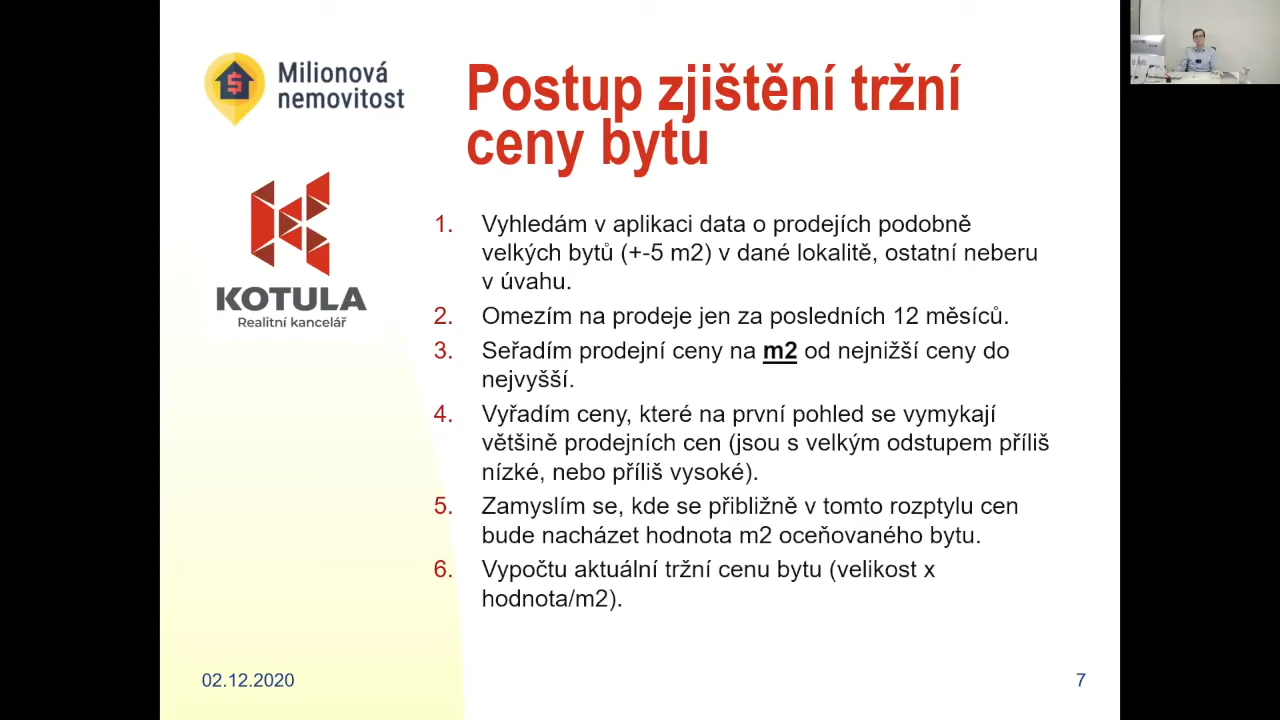 Milionová
nemovitost
Postup zjištění tržní
ceny bytu
KOTULA
Realitní kancelář
1. Vyhledám v aplikaci data o prodejích podobně
velkých bytů (+-5 m2) v dané lokalitě, ostatní neberu
v úvahu.
2. Omezím na prodeje jen za posledních 12 měsíců.
3. Seřadím prodejní ceny na m2 od nejnižší ceny do
nejvyšší.
4. Vyřadím ceny, které na první pohled se vymykají
většině prodejních cen (jsou s velkým odstupem příliš
nízké, nebo příliš vysoké).
5. Zamyslím se, kde se přibližně v tomto rozptylu cen
bude nacházet hodnota m2 oceňovaného bytu.
6. Vypočtu aktuální tržní cenu bytu (velikost x
hodnota/m2).
02.12.2020
7